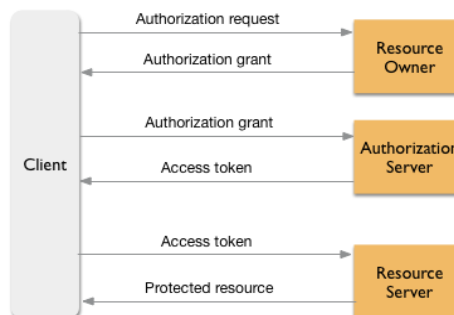 Authorization request
Resource
Owner
Authorization grant
Authorization grant
Client
Authorization
Server
Access token
Access token
Resource
Server
Protected resource